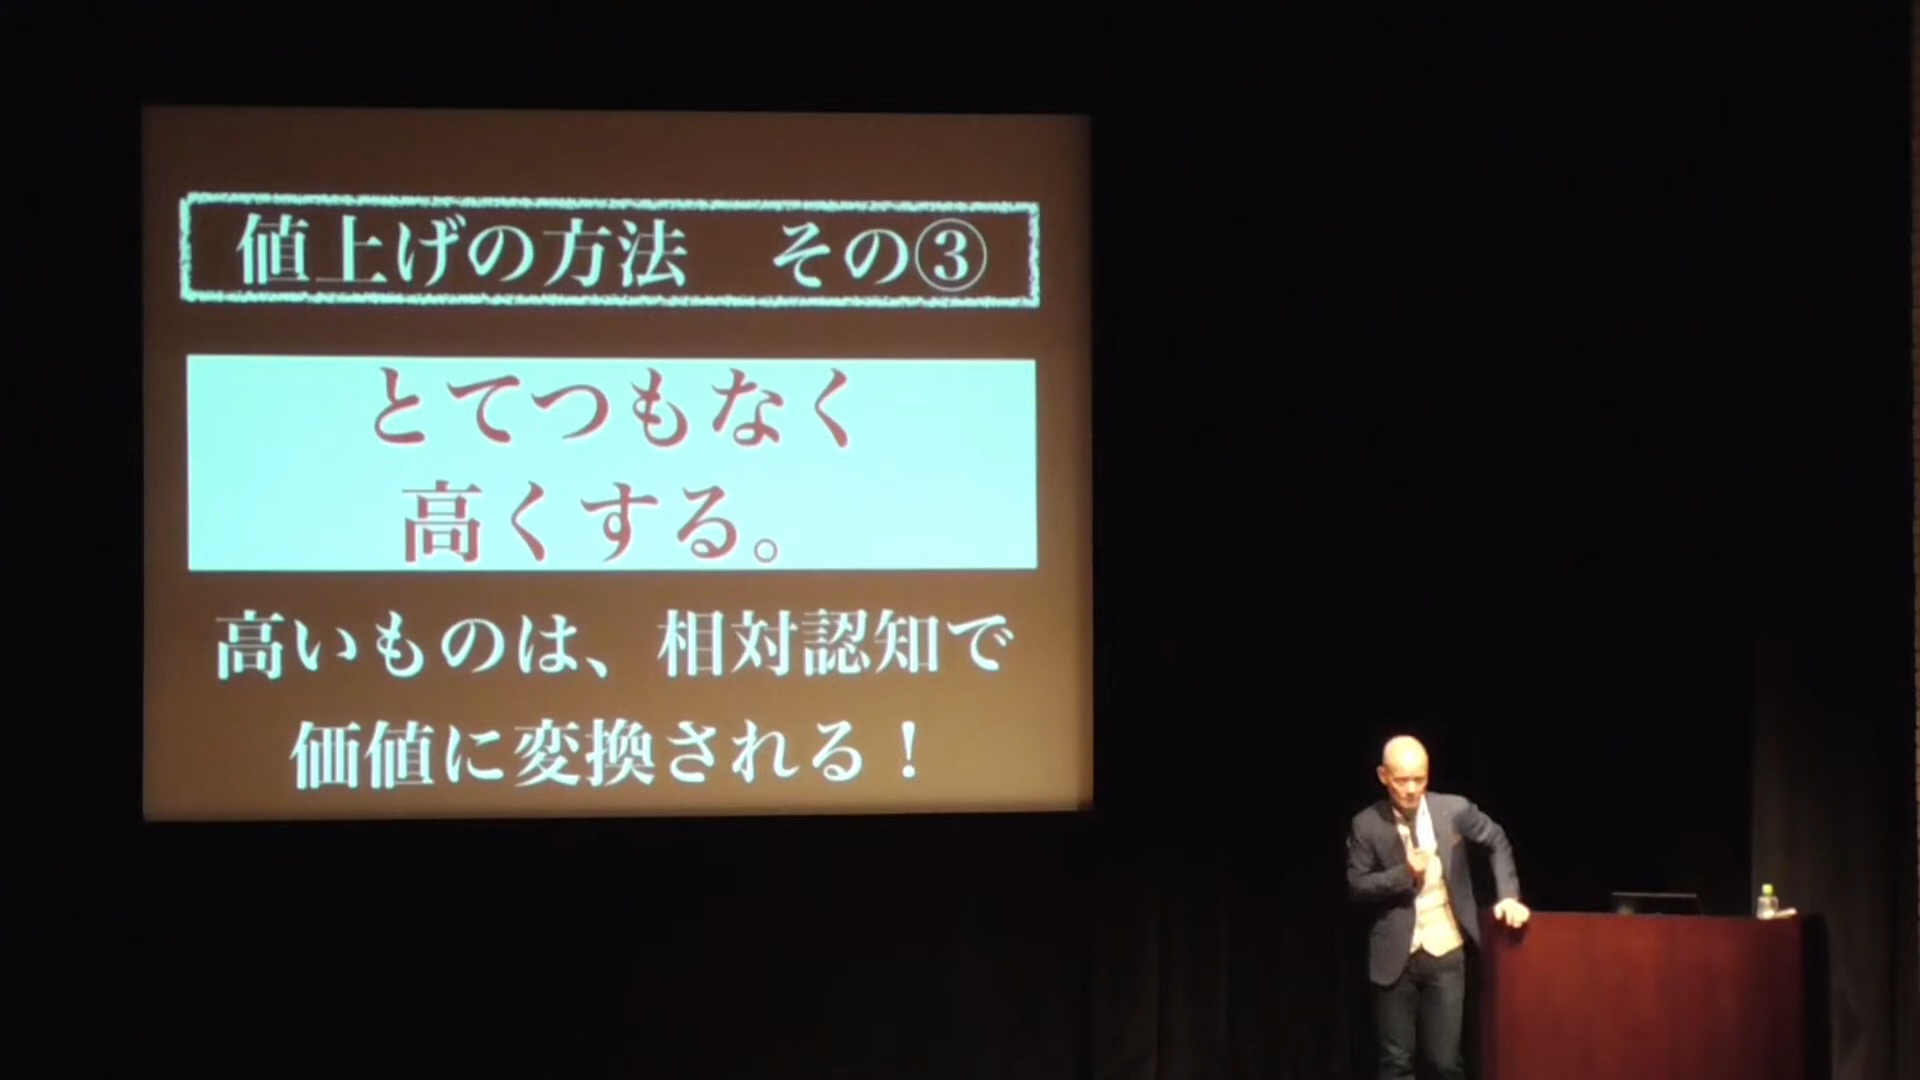 値上げの方法　その③
とてつもなく
高くする。
高いものは、相対認知で
価値に変換される！